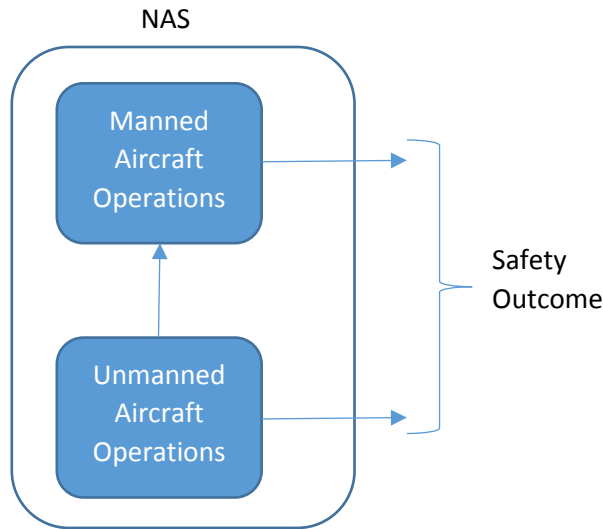 NAS
Manned
Aircraft
Operations
Safety
Outcome
Unmanned
Aircraft
Operations